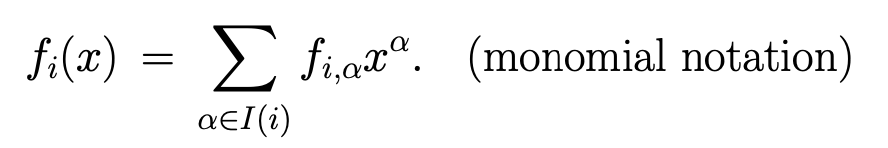 f_i(x) = ∑_{α∈I(i)} f_{i,α}x^α. (monomial notation)